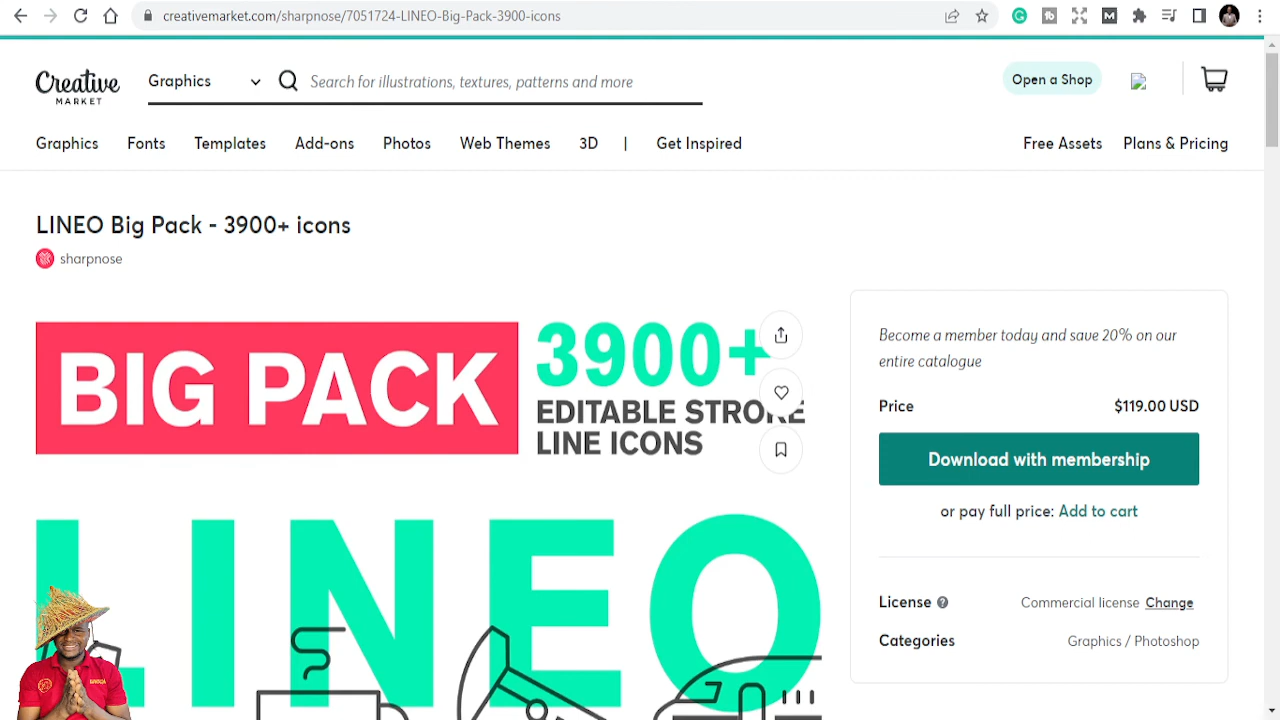 creativemarket.com/sharpnose/7051724-LINEO-Big-Pack-3900-icons
Creative
MARKET
Graphics
Search for illustrations, textures, patterns and more
Open a Shop
Graphics Fonts Templates Add-ons Photos Web Themes 3D | Get Inspired Free Assets Plans & Pricing
LINEO Big Pack - 3900+ icons
sharpnose
BIG PACK
3900+
EDITABLE STROKE
LINE ICONS
LINEO
Become a member today and save 20% on our
entire catalogue
Price $119.00 USD
Download with membership
or pay full price: Add to cart
License Commercial license Change
Categories Graphics / Photoshop